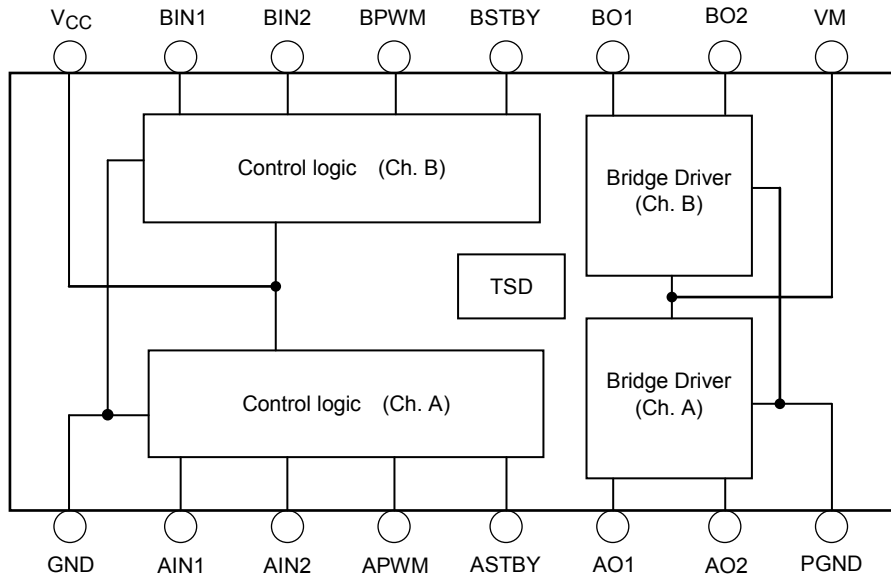 VCC BIN1 BIN2 BPWM BSTBY BO1 BO2 VM
Control logic (Ch. B)
Bridge Driver
(Ch. B)
TSD
Control logic (Ch. A)
Bridge Driver
(Ch. A)
GND AIN1 AIN2 APWM ASTBY AO1 AO2 PGND